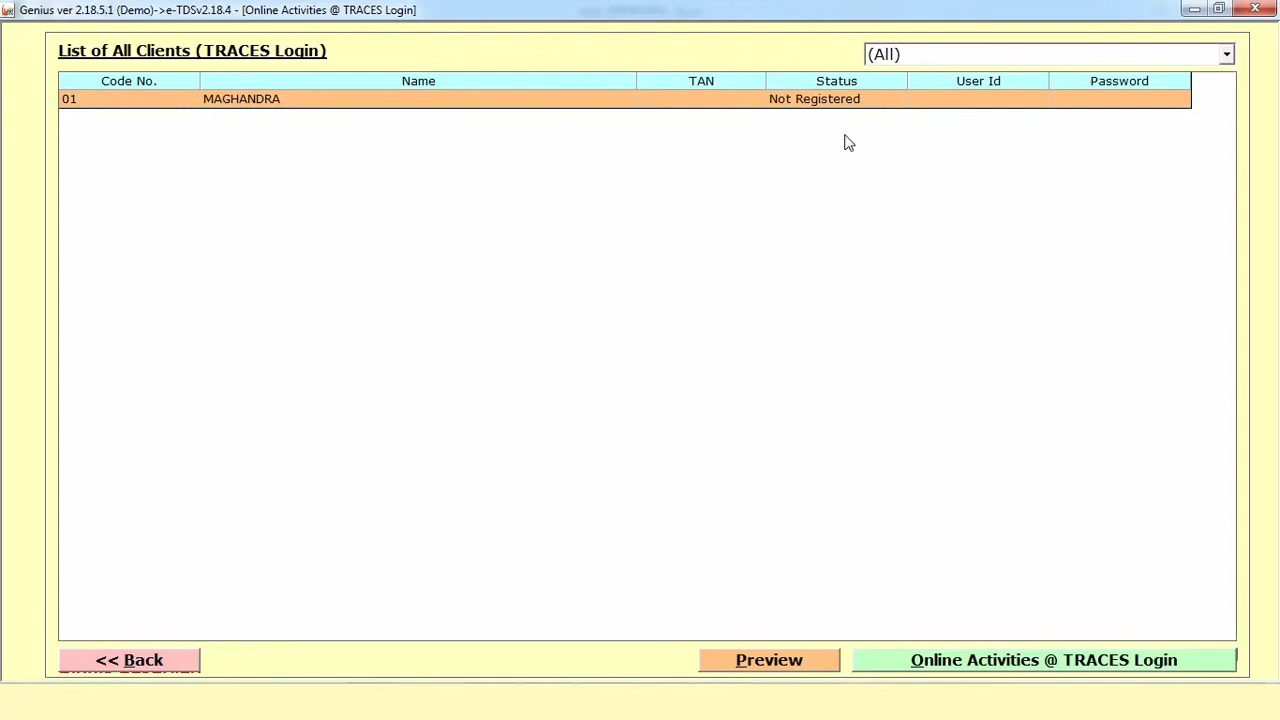 Genius ver 2.18.5.1 (Demo)->e-TDSv2.18.4 - [Online Activities @ TRACES Login]
List of All Clients (TRACES Login)
(All)
Code No. Name TAN Status User Id Password
01 MAGHANDRA Not Registered
<< Back Preview Online Activities @ TRACES Login